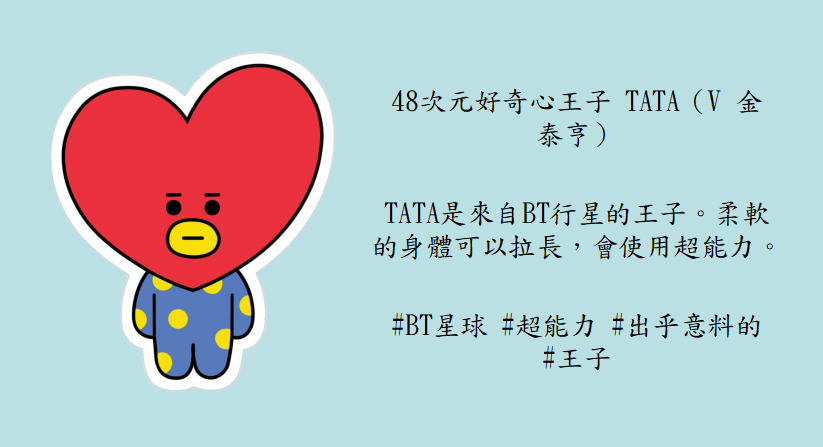 48次元好奇心王子 TATA（V 金
泰亨）
TATA是來自BT行星的王子。柔軟
的身體可以拉長，會使用超能力。
#BT星球 #超能力 #出乎意料的
#王子